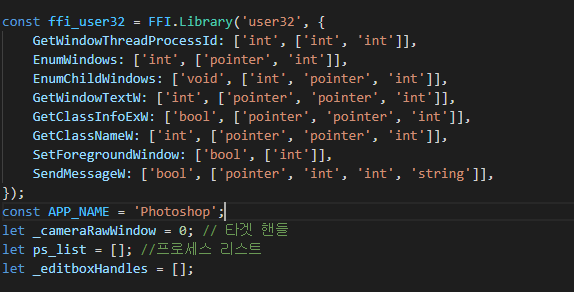 const ffi_user32 = FFI.Library('user32', {
    GetWindowThreadProcessId: ['int', ['int', 'int']],
    EnumWindows: ['int', ['pointer', 'int']],
    EnumChildWindows: ['void', ['int', 'pointer', 'int']],
    GetWindowTextW: ['int', ['pointer', 'pointer', 'int']],
    GetClassInfoExW: ['bool', ['pointer', 'pointer', 'int']],
    GetClassNameW: ['int', ['pointer', 'pointer', 'int']],
    SetForegroundWindow: ['bool', ['int']],
    SendMessageW: ['bool', ['pointer', 'int', 'int', 'string']],
});
const APP_NAME = 'Photoshop';
let _cameraRawWindow = 0; // 타겟 핸들
let ps_list = []; //프로세스 리스트
let _editboxHandles = [];